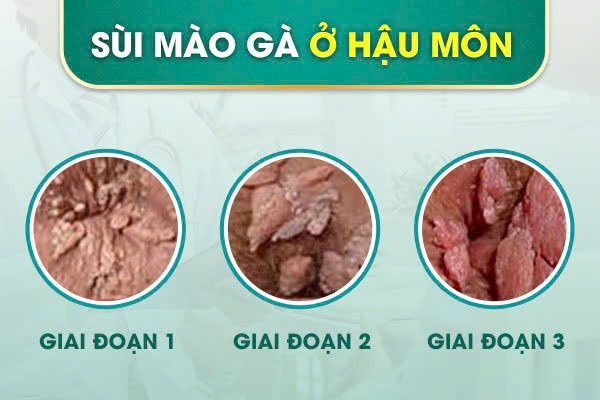 SÙI MÀO GÀ Ở HẬU MÔN
GIAI ĐOẠN 1
GIAI ĐOẠN 2
GIAI ĐOẠN 3